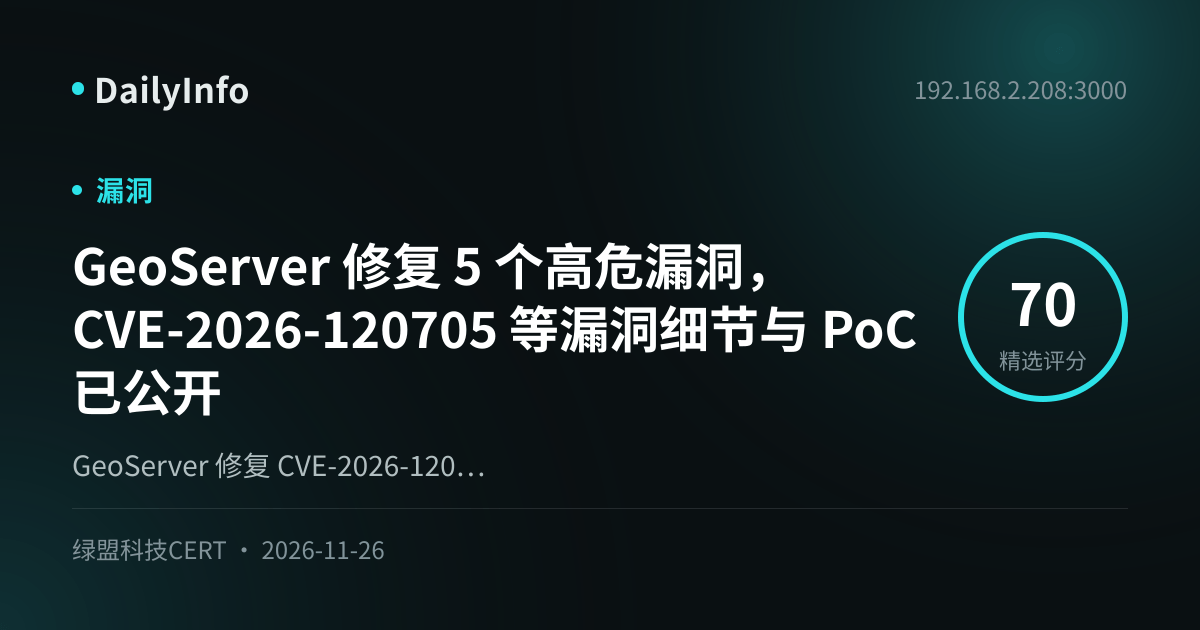 DailyInfo
192.168.2.208:3000
漏洞
GeoServer 修复 5 个高危漏洞，
CVE-2026-120705 等漏洞细节与 PoC
已公开
70
精选评分
GeoServer 修复 CVE-2026-120…
绿盟科技CERT · 2026-11-26